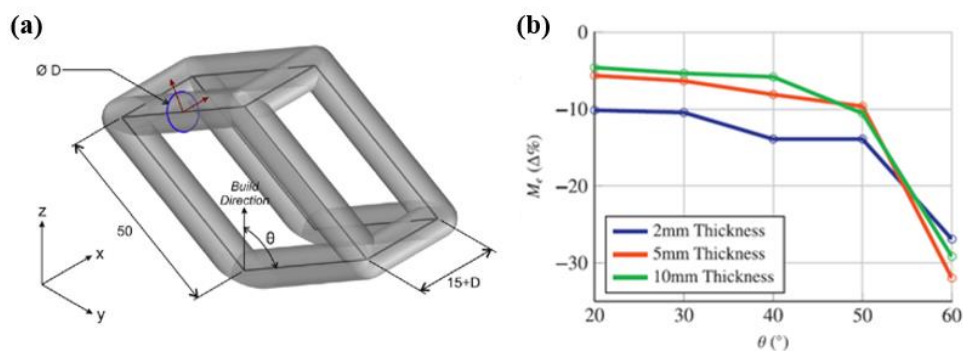 (a)
Ø D
Build
Direction
θ
50
15+D
z
x
y
(b)
0
−10
−20
−30
M_e (Δ%)
2mm Thickness
5mm Thickness
10mm Thickness
20 30 40 50 60
θ (°)